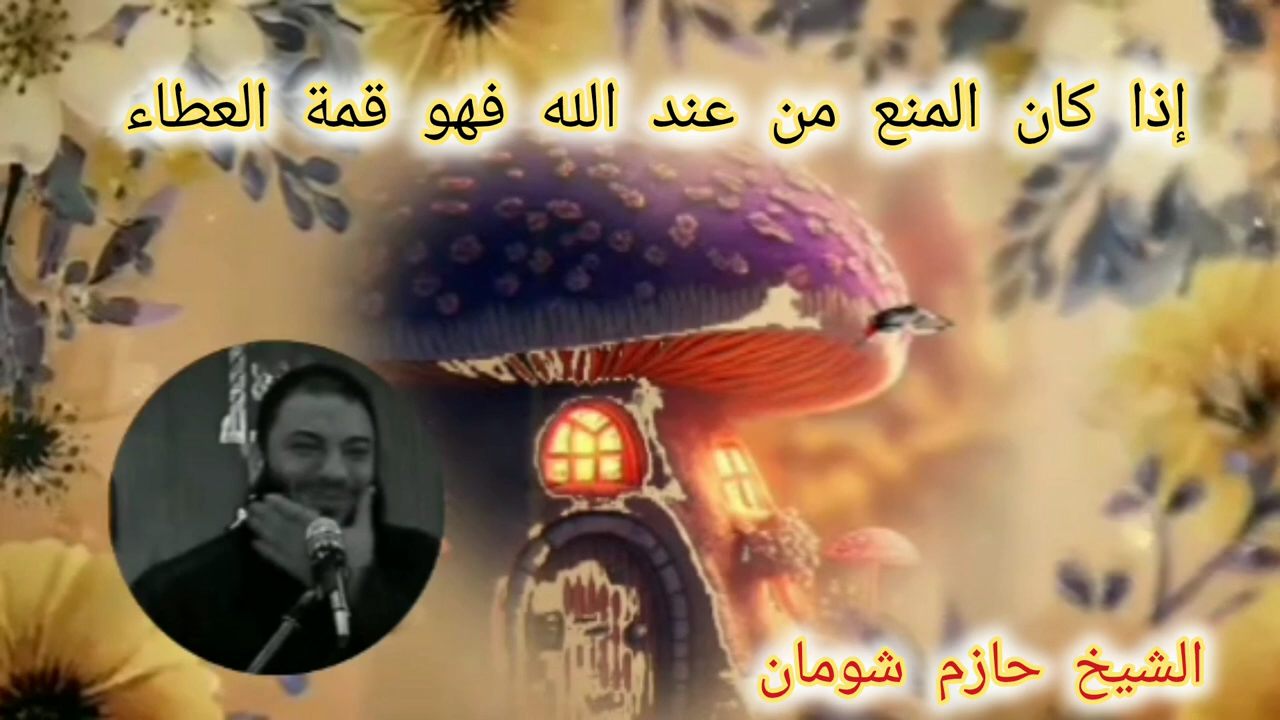 إذا كان المنع من عند الله فهو قمة العطاء
الشيخ حازم شومان